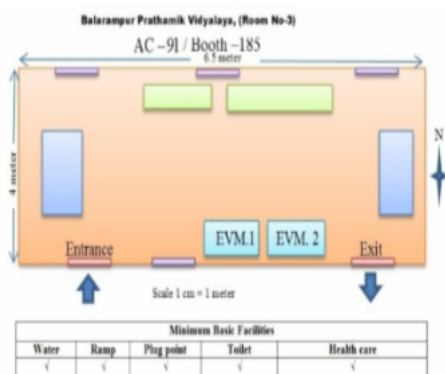 Balarampur Prathamik Vidyalaya, (Room No-3)
AC –91 / Booth –185
6.5 meter
4 meter
N
EVM.1 EVM. 2
Entrance Exit
Scale 1 cm = 1 meter
Minimum Basic Facilities
Water Ramp Plug point Toilet Health care
√ √ √ √ √